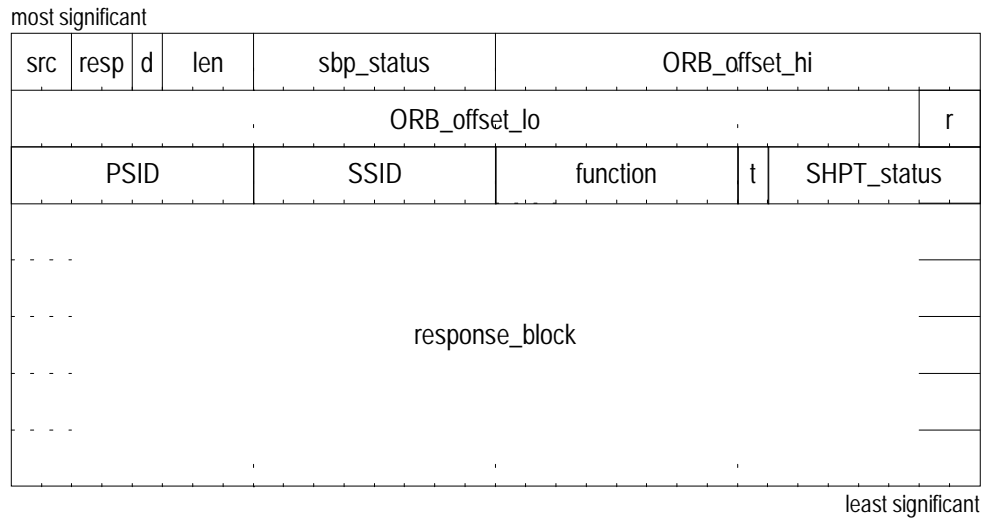 most significant
src resp d len sbp_status ORB_offset_hi
ORB_offset_lo r
PSID SSID function t SHPT_status
response_block
least significant